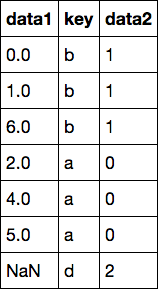 data1 key data2
0.0 b 1
1.0 b 1
6.0 b 1
2.0 a 0
4.0 a 0
5.0 a 0
NaN d 2